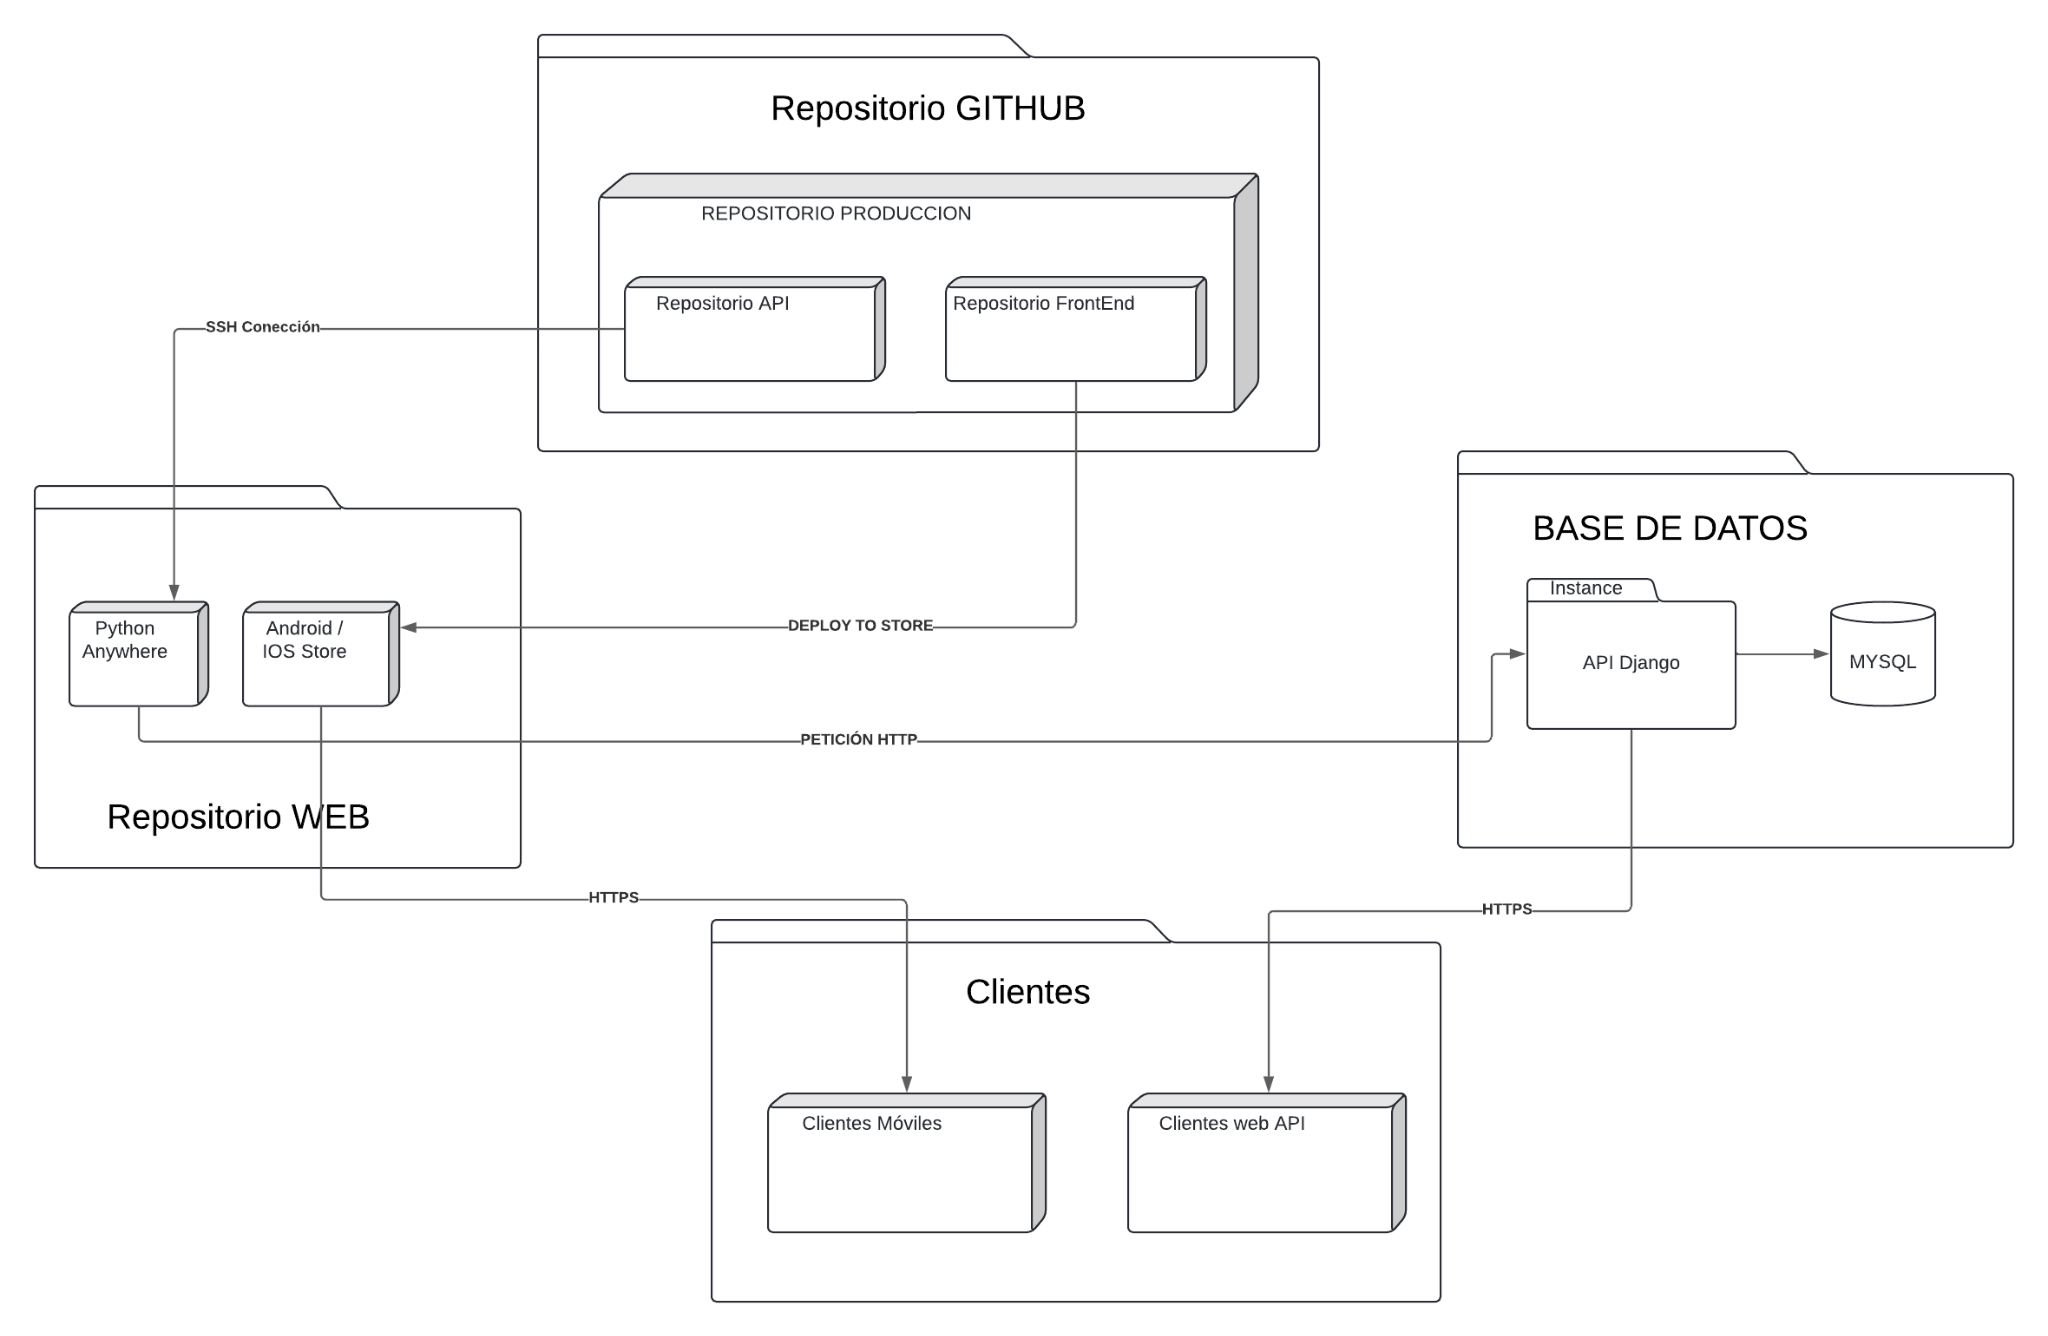 Repositorio GITHUB
REPOSITORIO PRODUCCION
Repositorio API
Repositorio FrontEnd
SSH Conección
BASE DE DATOS
Instance
API Django
MYSQL
Python
Anywhere
Android /
IOS Store
DEPLOY TO STORE
PETICIÓN HTTP
Repositorio WEB
HTTPS
HTTPS
Clientes
Clientes Móviles
Clientes web API